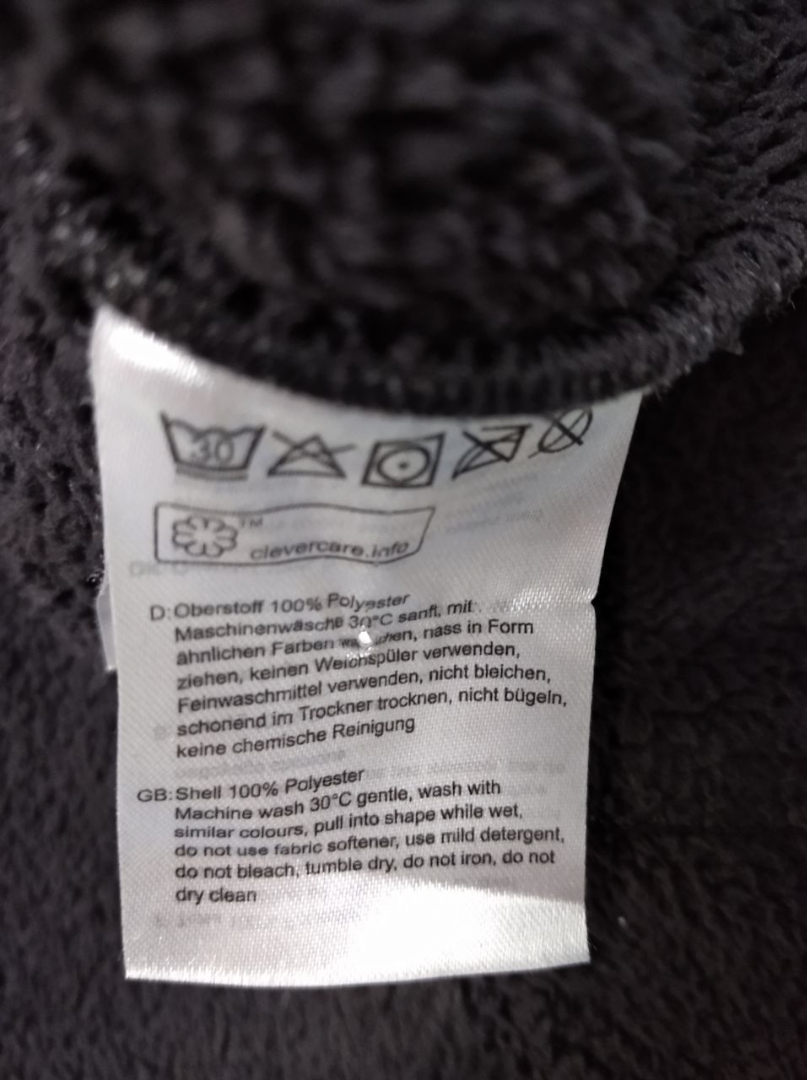 30
TM
clevercare.info
D: Oberstoff 100% Polyester
Maschinenwäsche 30°C sanft, mit
ähnlichen Farben waschen, nass in Form
ziehen, keinen Weichspüler verwenden,
Feinwaschmittel verwenden, nicht bleichen,
schonend im Trockner trocknen, nicht bügeln,
keine chemische Reinigung
GB: Shell 100% Polyester
Machine wash 30°C gentle, wash with
similar colours, pull into shape while wet,
do not use fabric softener, use mild detergent,
do not bleach, tumble dry, do not iron, do not
dry clean